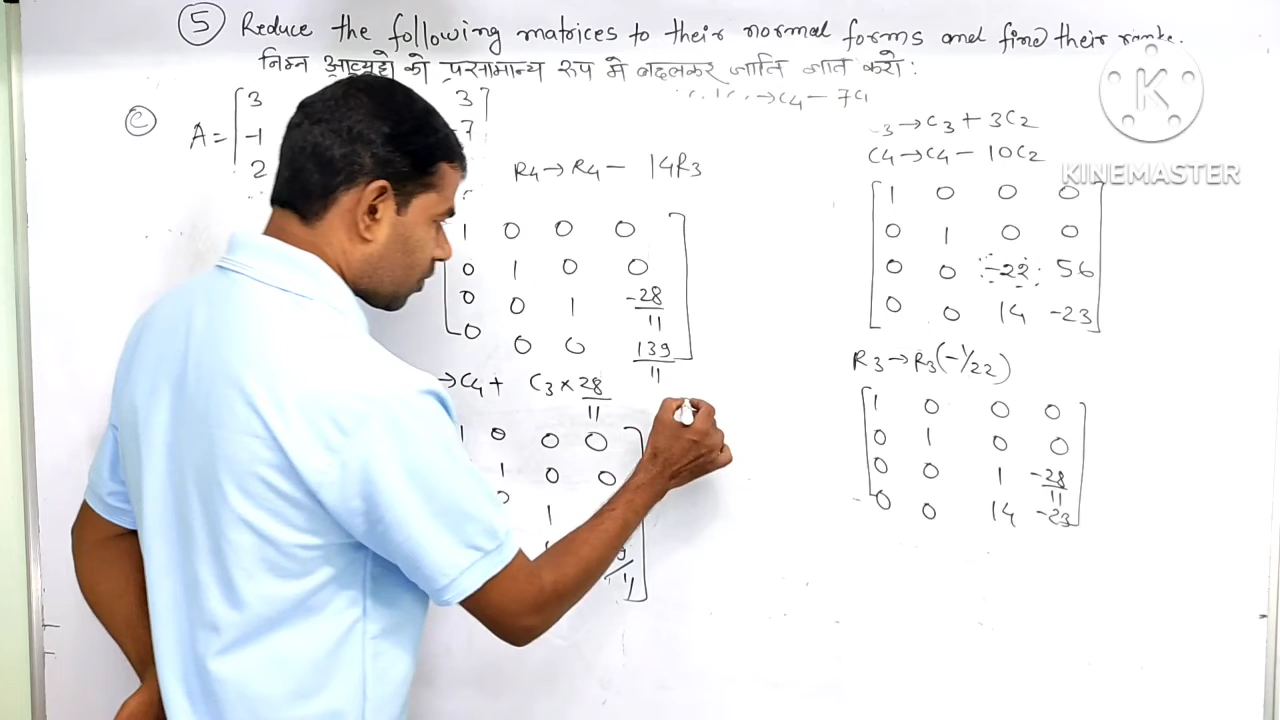 ⑤ Reduce the following matrices to their normal forms and find their ranks.
निम्न आव्यूहों को प्रसामान्य रूप मे बदलकर जाति ज्ञात करो:
ⓔ A = [ 3 3
-1 -7
2
→ C4 - 7C1
R4 → R4 - 14R3
1 0 0 0
0 1 0 0
0 0 1 -28/11
0 0 0 139/11
→ C4 + C3 × 28/11
1 0 0 0
1 0 0
1
C3 → C3 + 3C2
C4 → C4 - 10C2
1 0 0 0
0 1 0 0
0 0 -22 56
0 0 14 -23
R3 → R3(-1/22)
1 0 0 0
0 1 0 0
0 0 1 -28/11
0 0 14 -23
KINEMASTER